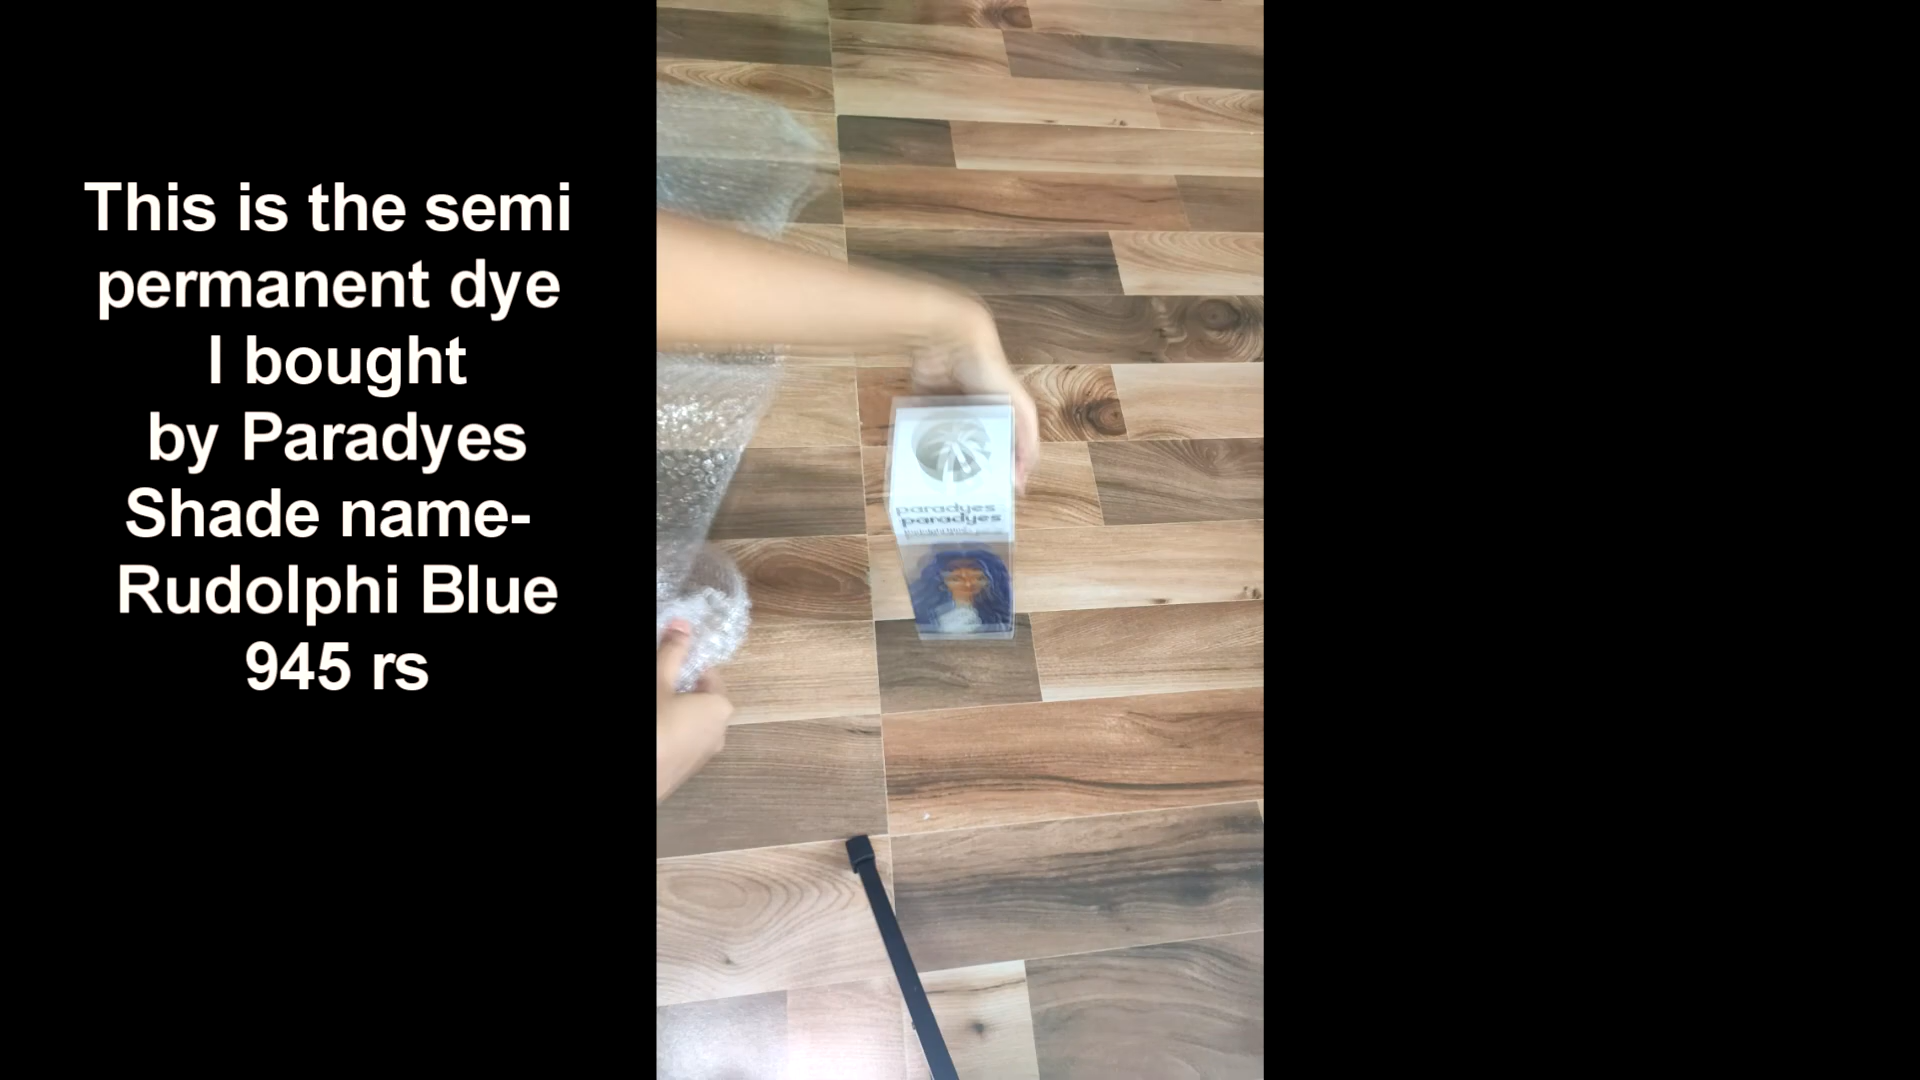 This is the semi
permanent dye
I bought
by Paradyes
Shade name-
Rudolphi Blue
945 rs
paradyes
paradyes